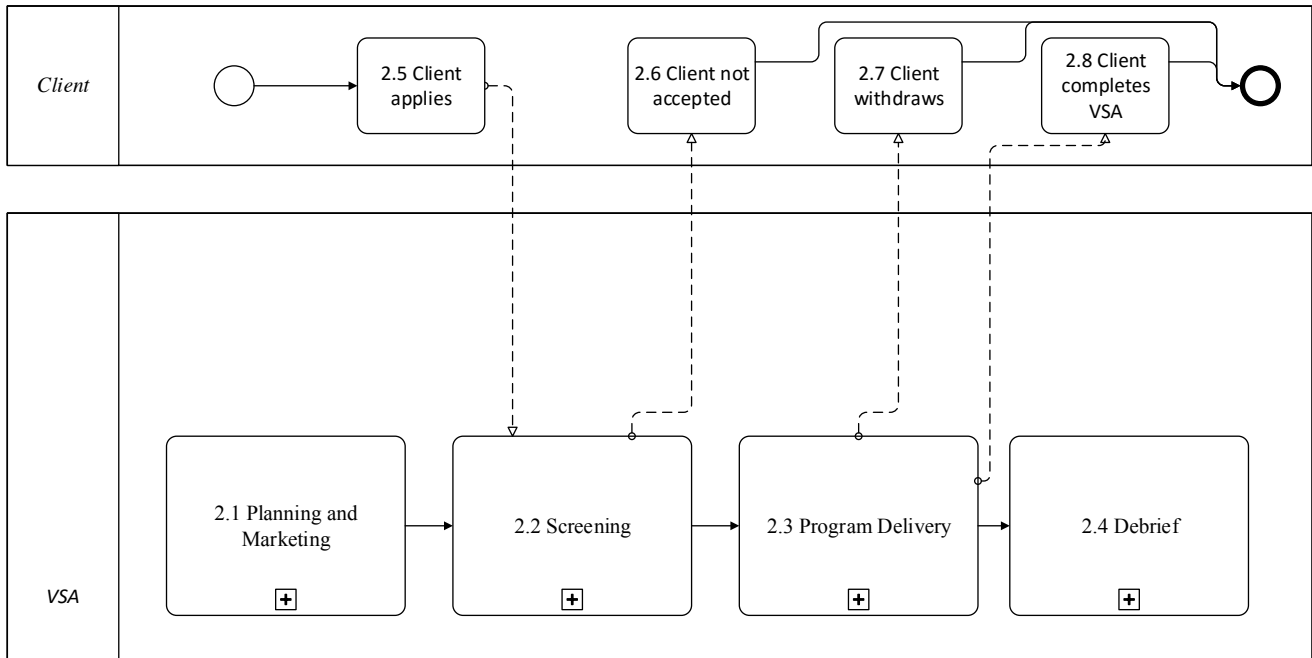 Client
2.5 Client
applies
2.6 Client not
accepted
2.7 Client
withdraws
2.8 Client
completes
VSA
VSA
2.1 Planning and
Marketing
2.2 Screening
2.3 Program Delivery
2.4 Debrief